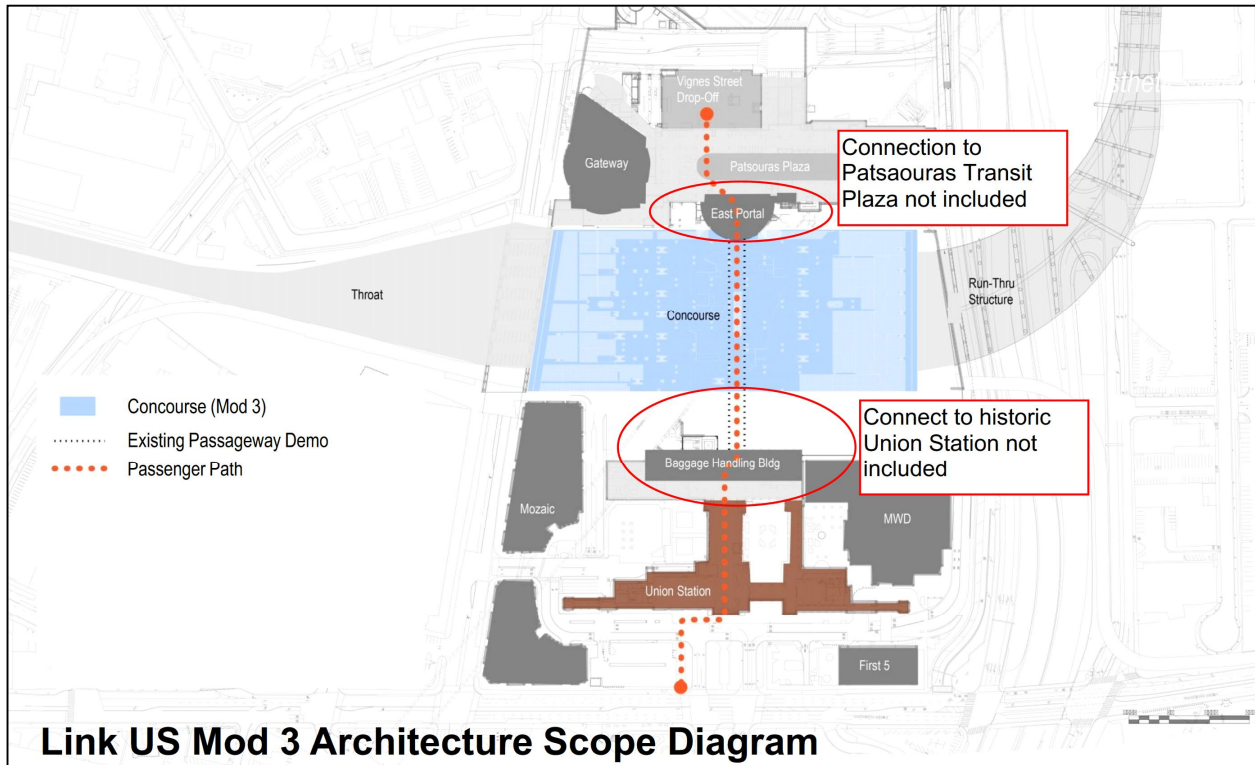 Vignes Street
Drop-Off
Gateway
Patsouras Plaza
Connection to
Patsaouras Transit
Plaza not included
East Portal
Throat
Concourse
Run-Thru
Structure
Concourse (Mod 3)
Existing Passageway Demo
Passenger Path
Connect to historic
Union Station not
included
Baggage Handling Bldg
Mozaic
MWD
Union Station
First 5
Link US Mod 3 Architecture Scope Diagram